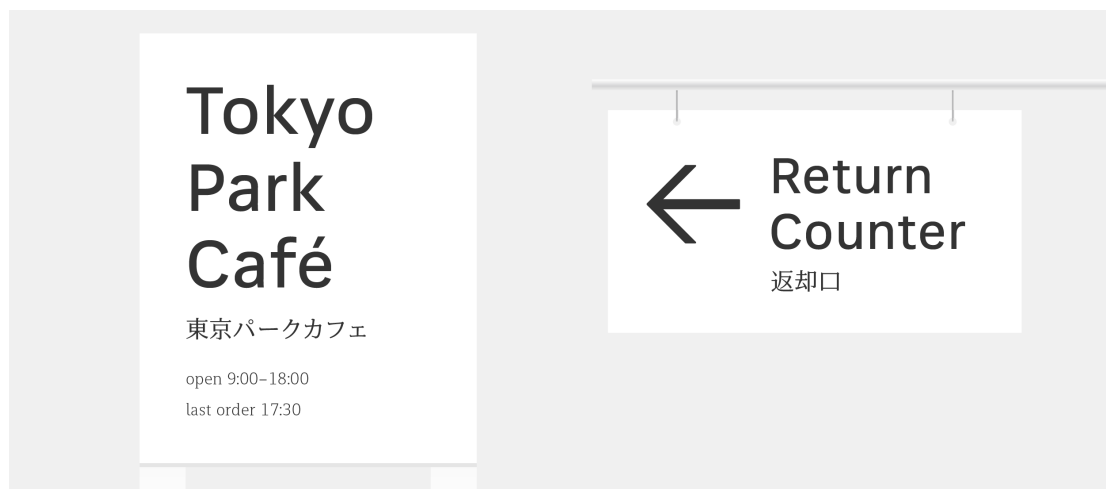 Tokyo
Park
Café
東京パークカフェ
open 9:00–18:00
last order 17:30
← Return
Counter
返却口